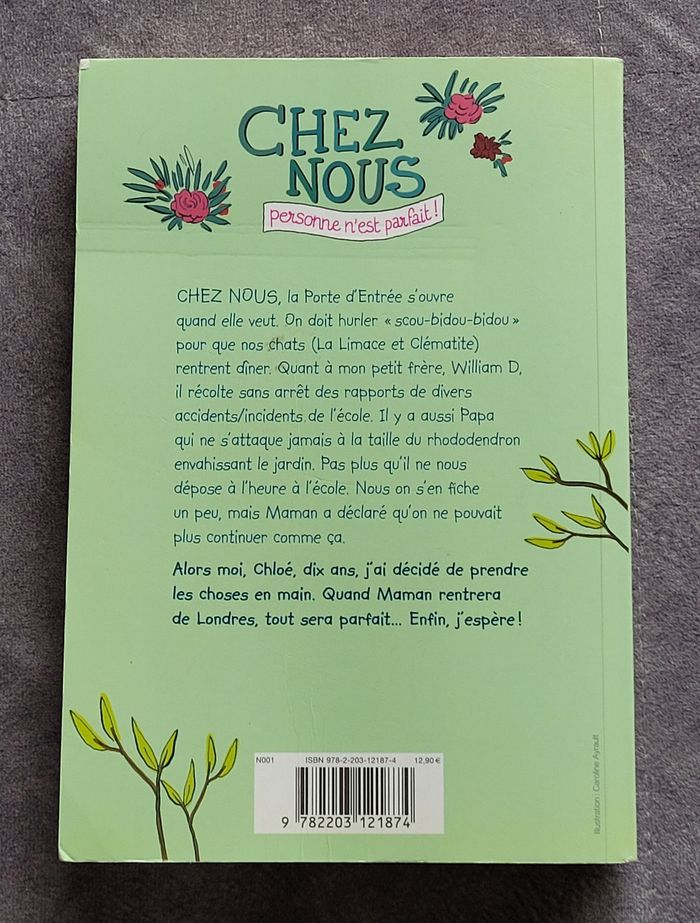 CHEZ
NOUS
personne n'est parfait !
CHEZ NOUS, la Porte d'Entrée s'ouvre
quand elle veut. On doit hurler « scou-bidou-bidou »
pour que nos chats (La Limace et Clématite)
rentrent dîner. Quant à mon petit frère, William D,
il récolte sans arrêt des rapports de divers
accidents/incidents de l'école. Il y a aussi Papa
qui ne s'attaque jamais à la taille du rhododendron
envahissant le jardin. Pas plus qu'il ne nous
dépose à l'heure à l'école. Nous on s'en fiche
un peu, mais Maman a déclaré qu'on ne pouvait
plus continuer comme ça.
Alors moi, Chloé, dix ans, j'ai décidé de prendre
les choses en main. Quand Maman rentrera
de Londres, tout sera parfait... Enfin, j'espère !
N001 ISBN 978-2-203-12187-4 12,90 €
9 782203 121874
Illustration : Caroline Ayrault